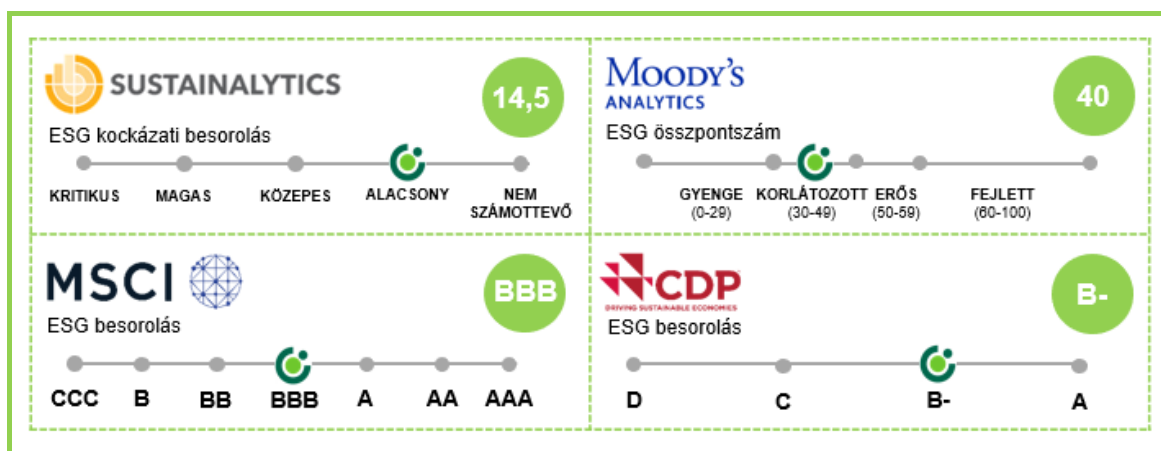 SUSTAINALYTICS
14,5
ESG kockázati besorolás
KRITIKUS MAGAS KÖZEPES ALACSONY NEM SZÁMOTTEVŐ
MOODY'S
ANALYTICS
40
ESG összpontszám
GYENGE KORLÁTOZOTT ERŐS FEJLETT
(0-29) (30-49) (50-59) (60-100)
MSCI
BBB
ESG besorolás
CCC B BB BBB A AA AAA
CDP
DRIVING SUSTAINABLE ECONOMIES
B-
ESG besorolás
D C B- A